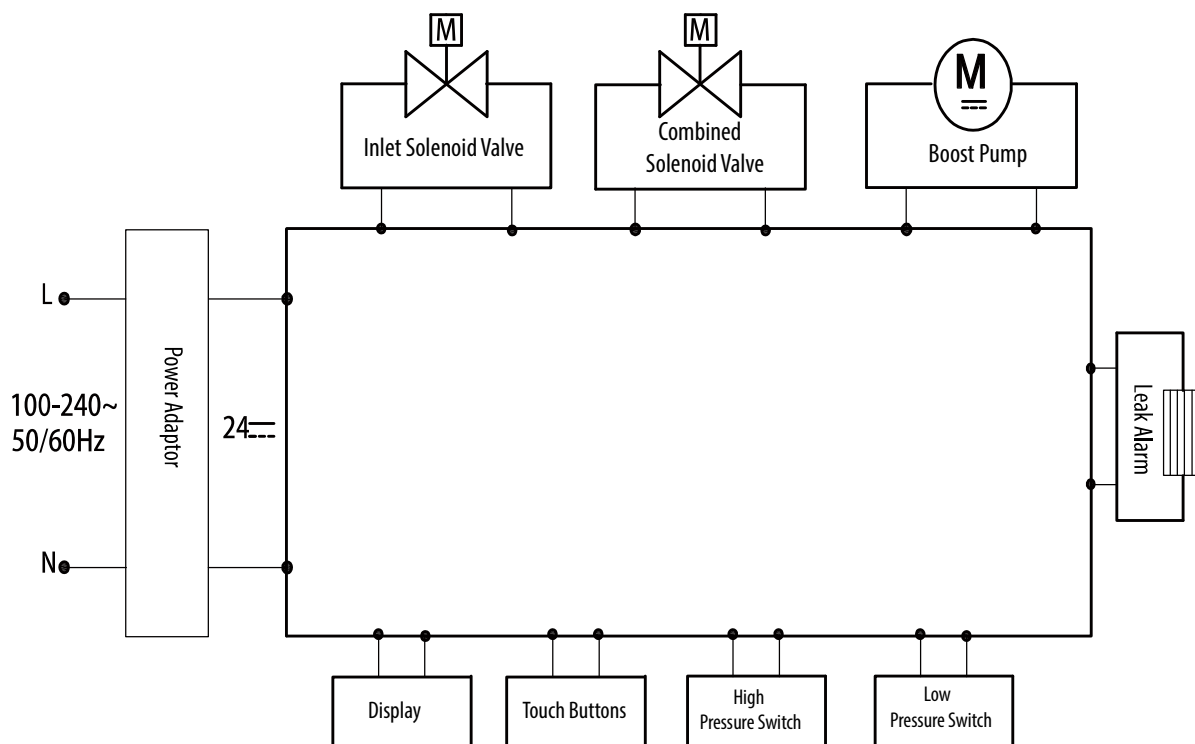 M
M
M
Inlet Solenoid Valve
Combined
Solenoid Valve
Boost Pump
L
100-240~
50/60Hz
N
Power Adaptor
24
Leak Alarm
Display
Touch Buttons
High
Pressure Switch
Low
Pressure Switch